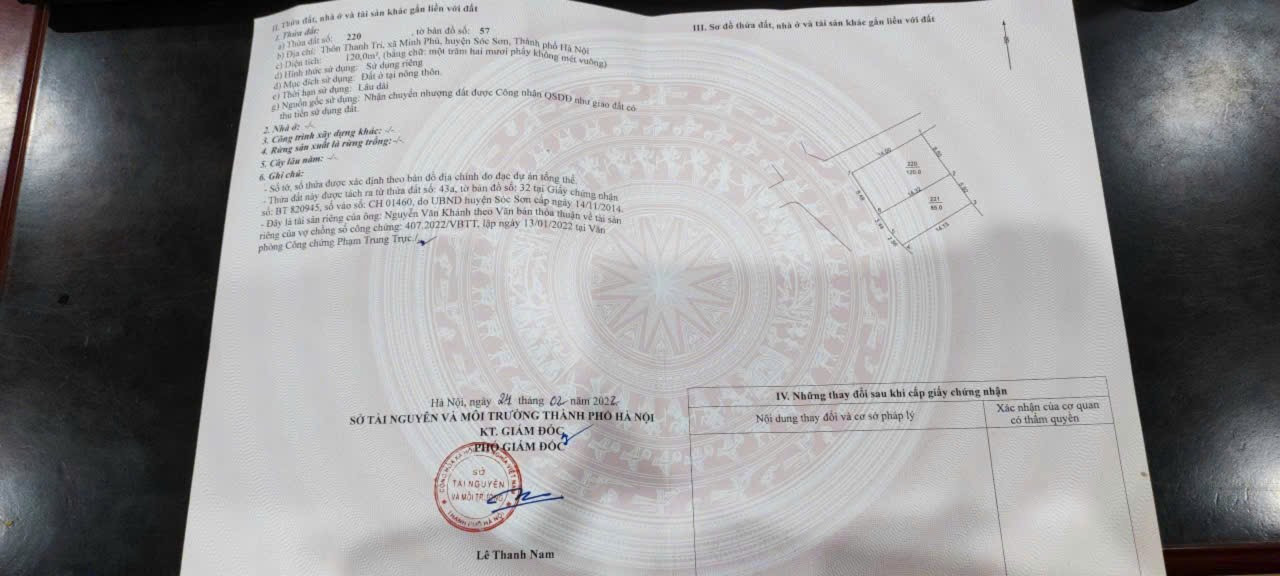 II. Thửa đất, nhà ở và tài sản khác gắn liền với đất
1. Thửa đất:
a) Thửa đất số: 220 , tờ bản đồ số: 57
b) Địa chỉ: Thôn Thanh Trí, xã Minh Phú, huyện Sóc Sơn, Thành phố Hà Nội
c) Diện tích: 120,0m², (bằng chữ: một trăm hai mươi phẩy không mét vuông)
d) Hình thức sử dụng: Sử dụng riêng
đ) Mục đích sử dụng: Đất ở tại nông thôn.
e) Thời hạn sử dụng: Lâu dài
g) Nguồn gốc sử dụng: Nhận chuyển nhượng đất được Công nhận QSDĐ như giao đất có
thu tiền sử dụng đất.
2. Nhà ở: -/-
3. Công trình xây dựng khác: -/-
4. Rừng sản xuất là rừng trồng: -/-
5. Cây lâu năm: -/-
6. Ghi chú:
- Số tờ, số thửa được xác định theo bản đồ địa chính đo đạc dự án tổng thể.
- Thửa đất này được tách ra từ thửa đất số: 43a, tờ bản đồ số: 32 tại Giấy chứng nhận
số: BT 820945, số vào sổ: CH 01460, do UBND huyện Sóc Sơn cấp ngày 14/11/2014.
- Đây là tài sản riêng của ông: Nguyễn Văn Khánh theo Văn bản thỏa thuận về tài sản
riêng của vợ chồng số công chứng: 407.2022/VBTT, lập ngày 13/01/2022 tại Văn
phòng Công chứng Phạm Trung Trực./.
Hà Nội, ngày 24 tháng 02 năm 2022
SỞ TÀI NGUYÊN VÀ MÔI TRƯỜNG THÀNH PHỐ HÀ NỘI
KT. GIÁM ĐỐC
PHÓ GIÁM ĐỐC
SỞ
TÀI NGUYÊN
VÀ MÔI TRƯỜNG
THÀNH PHỐ HÀ NỘI
Lê Thanh Nam
III. Sơ đồ thửa đất, nhà ở và tài sản khác gắn liền với đất
B
14.00
220
120.0
8.50
14.10
221
85.0
14.15
IV. Những thay đổi sau khi cấp giấy chứng nhận
Nội dung thay đổi và cơ sở pháp lý
Xác nhận của cơ quan
có thẩm quyền